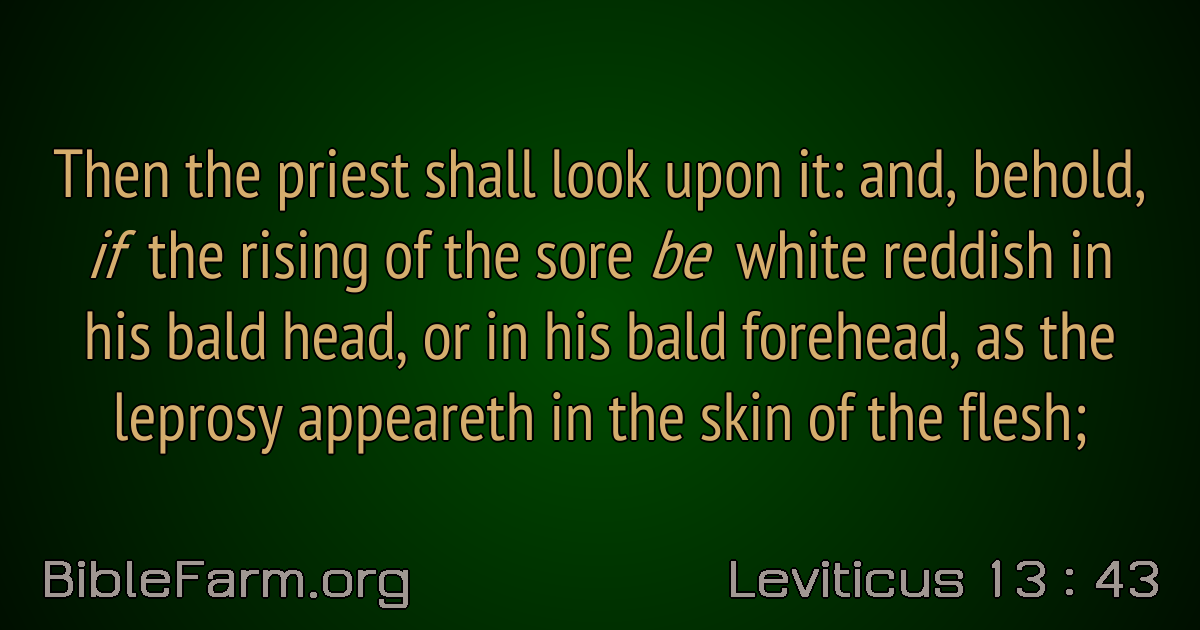 Then the priest shall look upon it: and, behold,
if the rising of the sore be white reddish in
his bald head, or in his bald forehead, as the
leprosy appeareth in the skin of the flesh;
BibleFarm.org
Leviticus 13 : 43